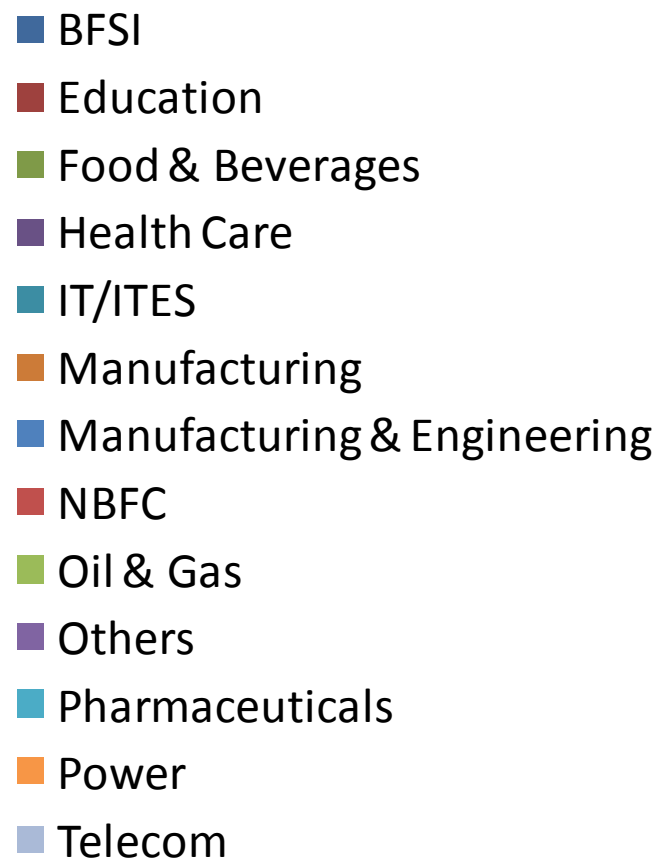 BFSI
Education
Food & Beverages
Health Care
IT/ITES
Manufacturing
Manufacturing & Engineering
NBFC
Oil & Gas
Others
Pharmaceuticals
Power
Telecom